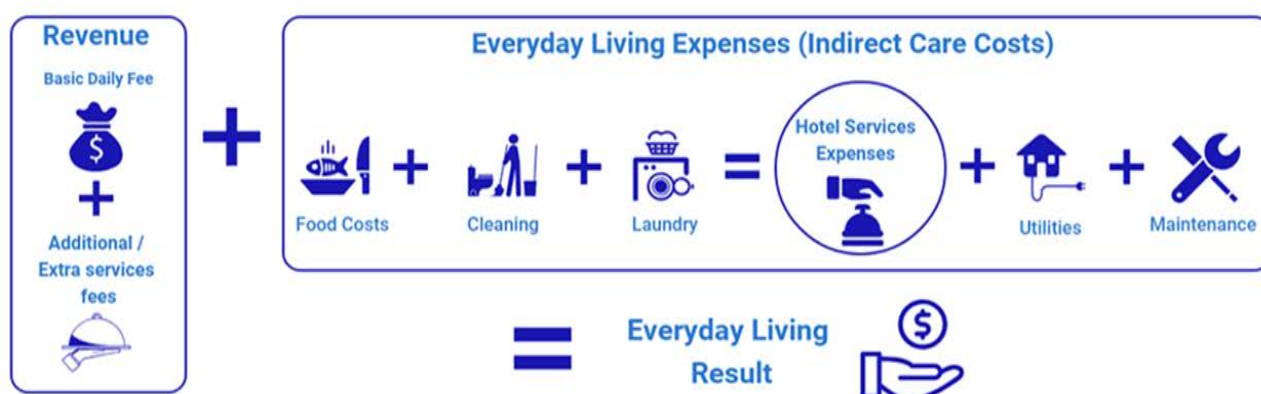 Revenue
Basic Daily Fee
$
+
Additional /
Extra services
fees
+
Everyday Living Expenses (Indirect Care Costs)
Food Costs
+
Cleaning
+
Laundry
=
Hotel Services
Expenses
+
Utilities
+
Maintenance
=
Everyday Living
Result
$